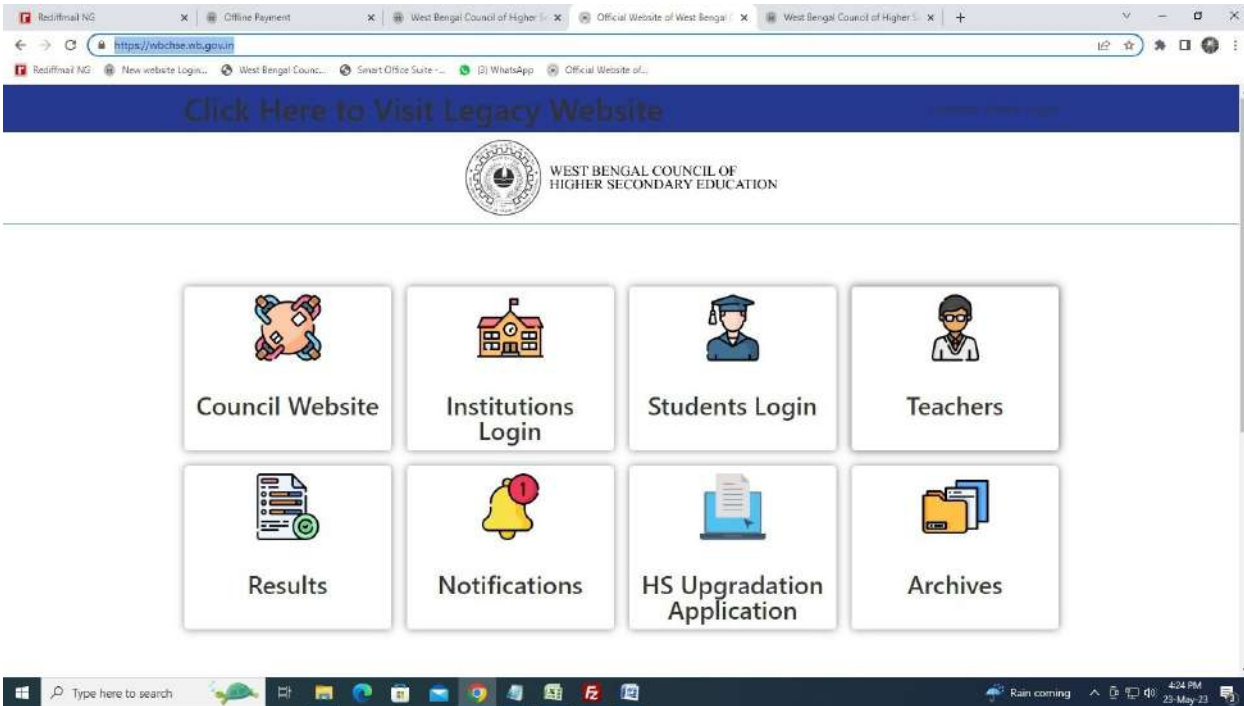 Rediffmail NG
Offline Payment
West Bengal Council of Higher S
Official Website of West Bengal C
West Bengal Council of Higher S
https://wbchse.wb.gov.in
Rediffmail NG
New website Login...
West Bengal Counc...
Smart Office Suite -...
(3) WhatsApp
Official Website of...
Click Here to Visit Legacy Website
WEST BENGAL COUNCIL OF
HIGHER SECONDARY EDUCATION
Council Website
Institutions
Login
Students Login
Teachers
1
Results
Notifications
HS Upgradation
Application
Archives
Type here to search
Fz
Rain coming
4:24 PM
23-May-23